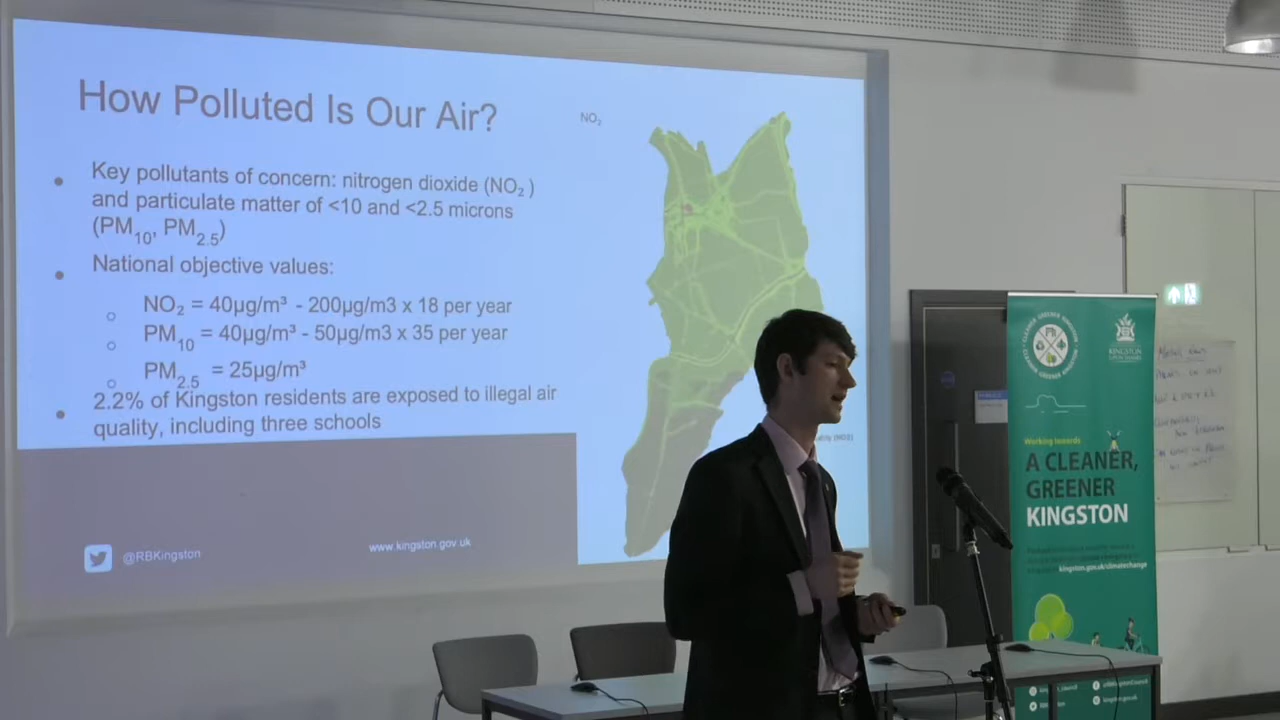 How Polluted Is Our Air?
NO₂
Key pollutants of concern: nitrogen dioxide (NO₂)
and particulate matter of <10 and <2.5 microns
(PM₁₀, PM₂.₅)
National objective values:
NO₂ = 40µg/m³ - 200µg/m3 x 18 per year
PM₁₀ = 40µg/m³ - 50µg/m3 x 35 per year
PM₂.₅ = 25µg/m³
2.2% of Kingston residents are exposed to illegal air
quality, including three schools
@RBKingston
www.kingston.gov.uk
Working towards
A CLEANER,
GREENER
KINGSTON
kingston.gov.uk/climatechange